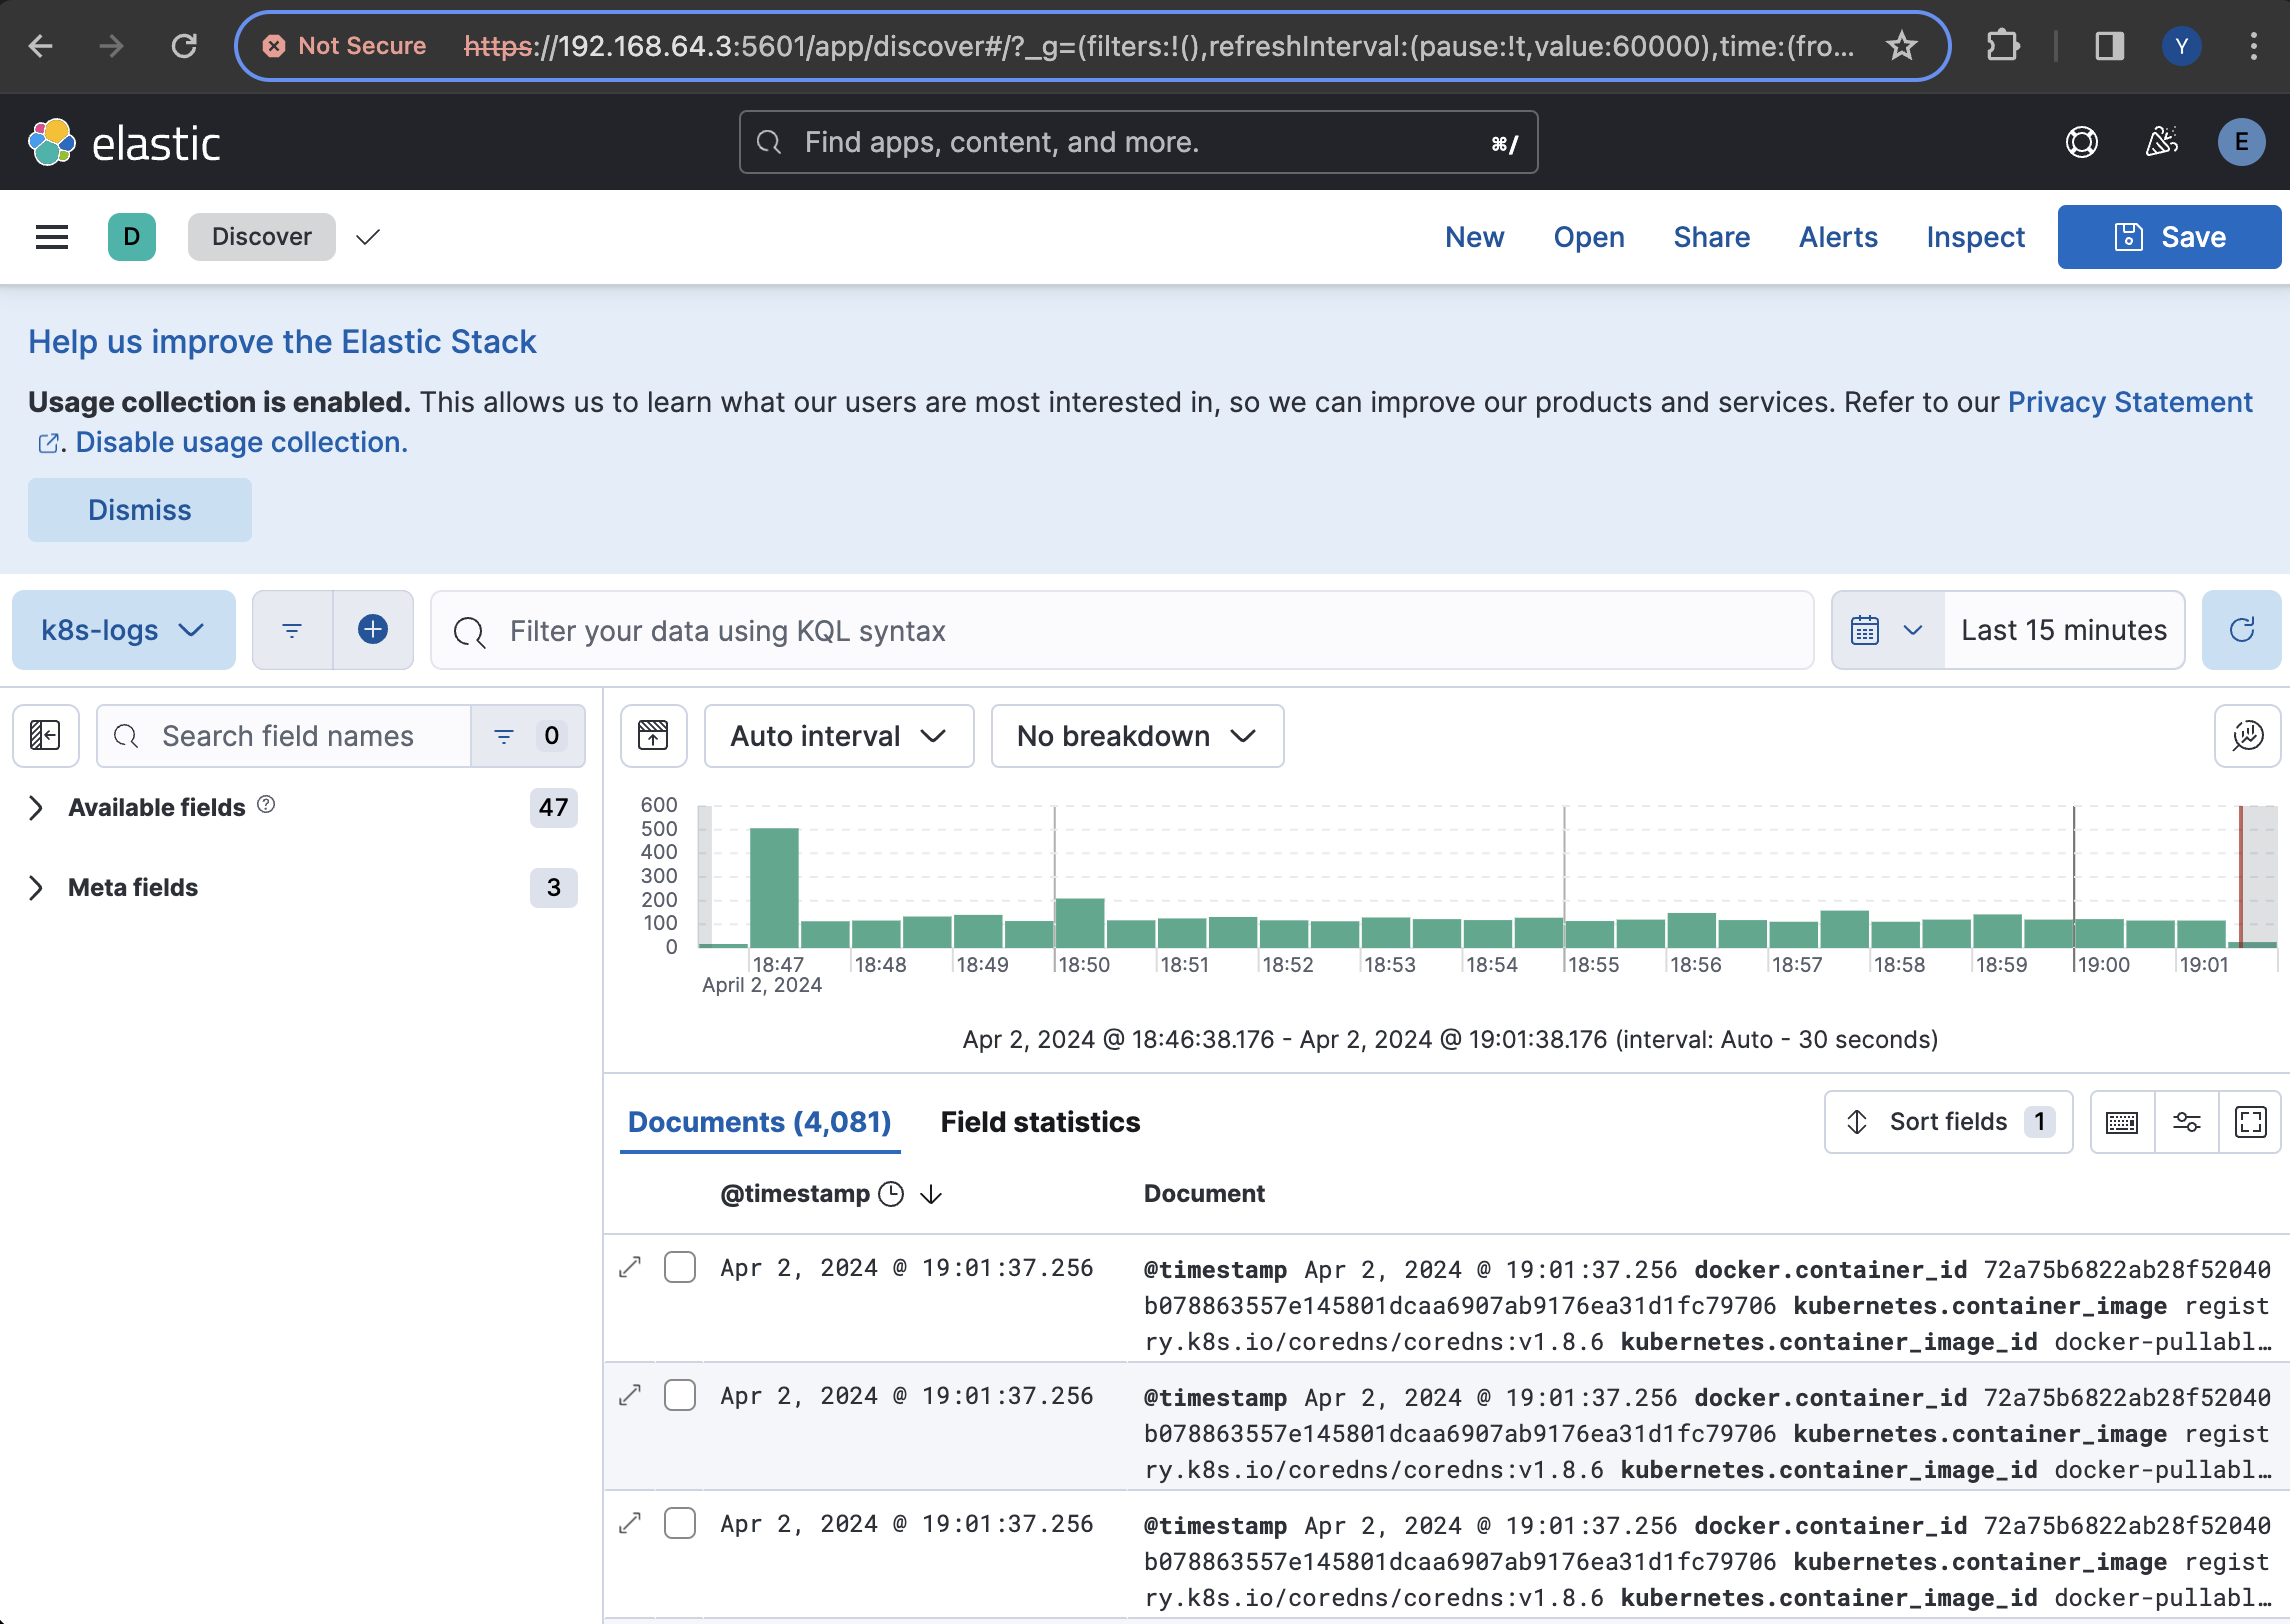 Not Secure https://192.168.64.3:5601/app/discover#/?_g=(filters:!(),refreshInterval:(pause:!t,value:60000),time:(fro... Y
elastic Find apps, content, and more. ⌘/ E
D Discover New Open Share Alerts Inspect Save
Help us improve the Elastic Stack
Usage collection is enabled. This allows us to learn what our users are most interested in, so we can improve our products and services. Refer to our Privacy Statement
. Disable usage collection.
Dismiss
k8s-logs Filter your data using KQL syntax Last 15 minutes
Search field names 0 Auto interval No breakdown
Available fields 47
Meta fields 3
600
500
400
300
200
100
0
18:47 18:48 18:49 18:50 18:51 18:52 18:53 18:54 18:55 18:56 18:57 18:58 18:59 19:00 19:01
April 2, 2024
Apr 2, 2024 @ 18:46:38.176 - Apr 2, 2024 @ 19:01:38.176 (interval: Auto - 30 seconds)
Documents (4,081) Field statistics Sort fields 1
@timestamp Document
Apr 2, 2024 @ 19:01:37.256 @timestamp Apr 2, 2024 @ 19:01:37.256 docker.container_id 72a75b6822ab28f52040
b078863557e145801dcaa6907ab9176ea31d1fc79706 kubernetes.container_image regist
ry.k8s.io/coredns/coredns:v1.8.6 kubernetes.container_image_id docker-pullabl…
Apr 2, 2024 @ 19:01:37.256 @timestamp Apr 2, 2024 @ 19:01:37.256 docker.container_id 72a75b6822ab28f52040
b078863557e145801dcaa6907ab9176ea31d1fc79706 kubernetes.container_image regist
ry.k8s.io/coredns/coredns:v1.8.6 kubernetes.container_image_id docker-pullabl…
Apr 2, 2024 @ 19:01:37.256 @timestamp Apr 2, 2024 @ 19:01:37.256 docker.container_id 72a75b6822ab28f52040
b078863557e145801dcaa6907ab9176ea31d1fc79706 kubernetes.container_image regist
ry.k8s.io/coredns/coredns:v1.8.6 kubernetes.container_image_id docker-pullabl…